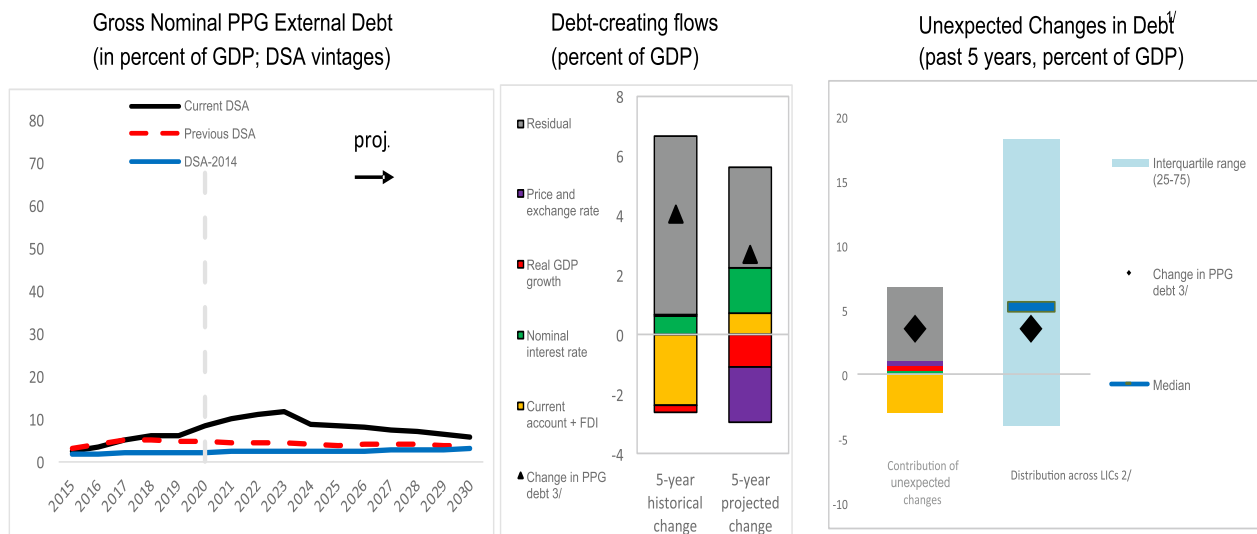 Gross Nominal PPG External Debt
(in percent of GDP; DSA vintages)
Current DSA
Previous DSA
DSA-2014
proj.
80
70
60
50
40
30
20
10
0
2015
2016
2017
2018
2019
2020
2021
2022
2023
2024
2025
2026
2027
2028
2029
2030
Debt-creating flows
(percent of GDP)
Residual
Price and
exchange rate
Real GDP
growth
Nominal
interest rate
Current
account + FDI
Change in PPG
debt 3/
8
6
4
2
0
-2
-4
5-year
historical
change
5-year
projected
change
Unexpected Changes in Debt 1/
(past 5 years, percent of GDP)
20
15
10
5
0
-5
-10
Contribution of
unexpected
changes
Distribution across LICs 2/
Interquartile range
(25-75)
Change in PPG
debt 3/
Median